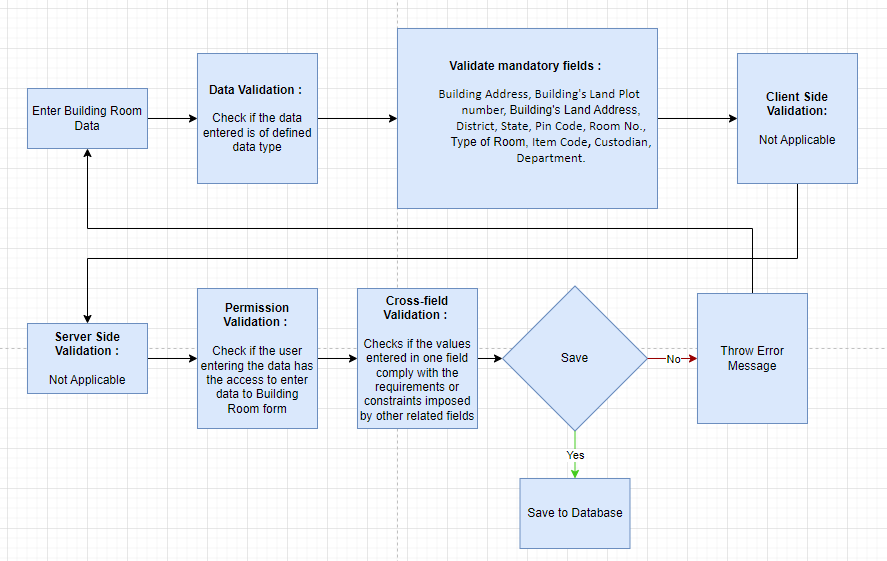 Enter Building Room
Data
Data Validation :
Check if the data
entered is of defined
data type
Validate mandatory fields :
Building Address, Building's Land Plot
number, Building's Land Address,
District, State, Pin Code, Room No.,
Type of Room, Item Code, Custodian,
Department.
Client Side
Validation:
Not Applicable
Server Side
Validation :
Not Applicable
Permission
Validation :
Check if the user
entering the data has
the access to enter
data to Building
Room form
Cross-field
Validation :
Checks if the values
entered in one field
comply with the
requirements or
constraints imposed
by other related fields
Save
No
Throw Error
Message
Yes
Save to Database